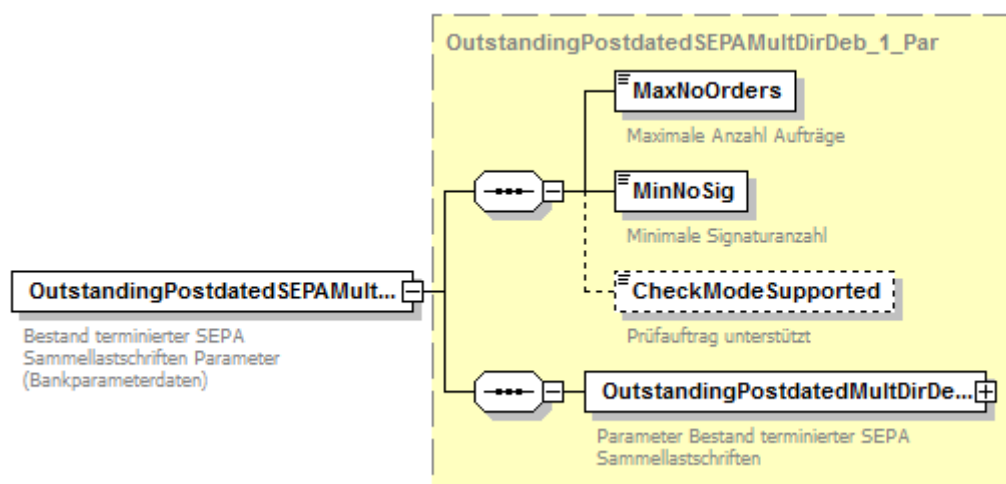 OutstandingPostdatedSEPAMultDirDeb_1_Par
MaxNoOrders
Maximale Anzahl Aufträge
MinNoSig
Minimale Signaturanzahl
CheckModeSupported
Prüfauftrag unterstützt
OutstandingPostdatedSEPAMult...
Bestand terminierter SEPA
Sammellastschriften Parameter
(Bankparameterdaten)
OutstandingPostdatedMultDirDe...
Parameter Bestand terminierter SEPA
Sammellastschriften